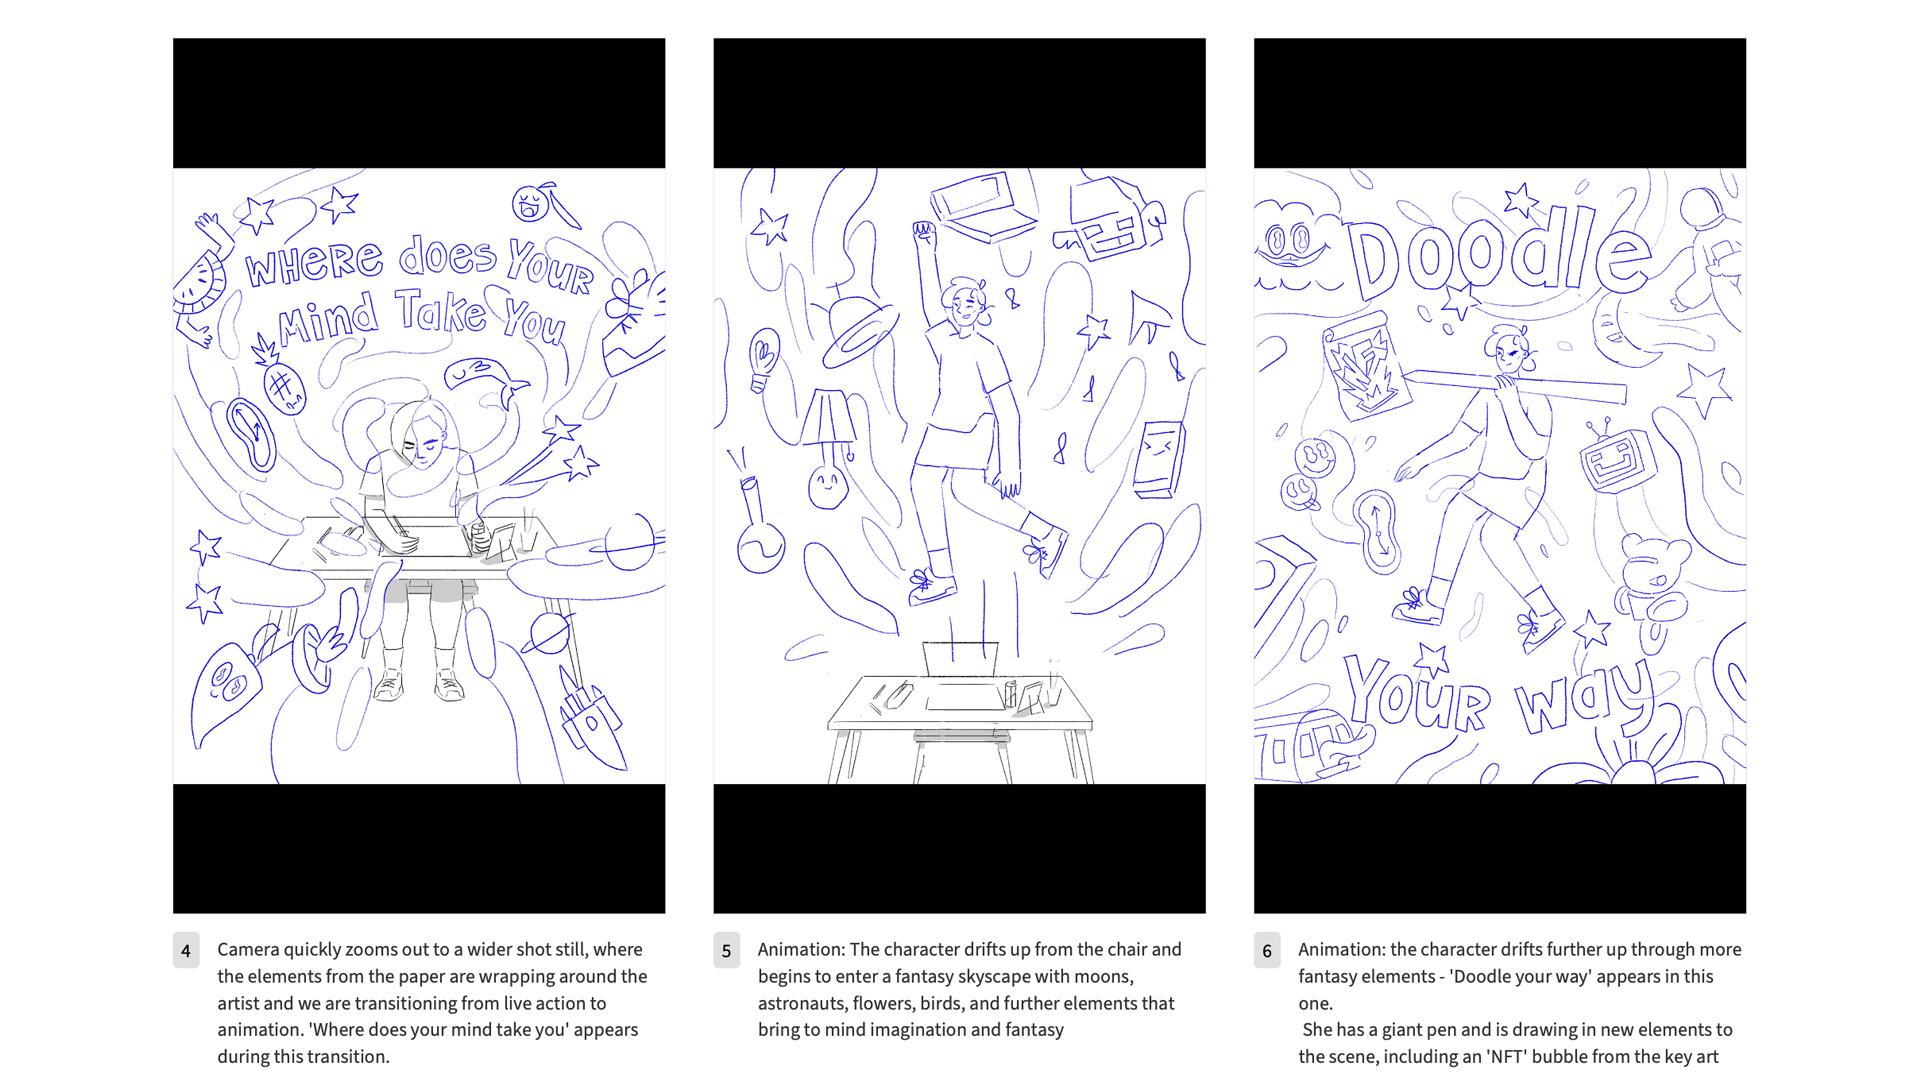 WHeRe does YOUR
Mind Take You
4
Camera quickly zooms out to a wider shot still, where
the elements from the paper are wrapping around the
artist and we are transitioning from live action to
animation. 'Where does your mind take you' appears
during this transition.
5
Animation: The character drifts up from the chair and
begins to enter a fantasy skyscape with moons,
astronauts, flowers, birds, and further elements that
bring to mind imagination and fantasy
Doodle
NFT
YOUR way
6
Animation: the character drifts further up through more
fantasy elements - 'Doodle your way' appears in this
one.
She has a giant pen and is drawing in new elements to
the scene, including an 'NFT' bubble from the key art